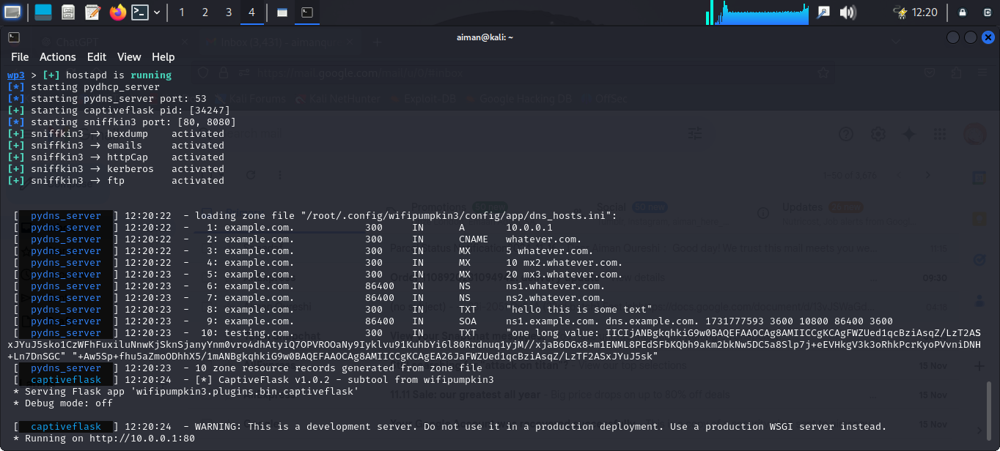 1 2 3 4 12:20
aiman@kali: ~
File Actions Edit View Help
wp3 > [+] hostapd is running
[*] starting pydhcp_server
[*] starting pydns_server port: 53
[+] starting captiveflask pid: [34247]
[*] starting sniffkin3 port: [80, 8080]
[+] sniffkin3 → hexdump activated
[+] sniffkin3 → emails activated
[+] sniffkin3 → httpCap activated
[+] sniffkin3 → kerberos activated
[+] sniffkin3 → ftp activated
[ pydns_server ] 12:20:22 - loading zone file "/root/.config/wifipumpkin3/config/app/dns_hosts.ini":
[ pydns_server ] 12:20:22 - 1: example.com. 300 IN A 10.0.0.1
[ pydns_server ] 12:20:22 - 2: example.com. 300 IN CNAME whatever.com.
[ pydns_server ] 12:20:22 - 3: example.com. 300 IN MX 5 whatever.com.
[ pydns_server ] 12:20:22 - 4: example.com. 300 IN MX 10 mx2.whatever.com.
[ pydns_server ] 12:20:23 - 5: example.com. 300 IN MX 20 mx3.whatever.com.
[ pydns_server ] 12:20:23 - 6: example.com. 86400 IN NS ns1.whatever.com.
[ pydns_server ] 12:20:23 - 7: example.com. 86400 IN NS ns2.whatever.com.
[ pydns_server ] 12:20:23 - 8: example.com. 300 IN TXT "hello this is some text"
[ pydns_server ] 12:20:23 - 9: example.com. 86400 IN SOA ns1.example.com. dns.example.com. 1731777593 3600 10800 86400 3600
[ pydns_server ] 12:20:23 - 10: testing.com. 300 IN TXT "one long value: IICIjANBgkqhkiG9w0BAQEFAAOCAg8AMIICCgKCAgFWZUed1qcBziAsqZ/LzT2AS
xJYuJ5sko1CzWFhFuxiluNnwKjSknSjanyYnm0vro4dhAtyiQ7OPVROOaNy9Iyklvu91KuhbYi6l80Rrdnuq1yjM//xjaB6DGx8+m1ENML8PEdSFbKQbh9akm2bkNw5DC5a8Slp7j+eEVHkgV3k3oRhkPcrKyoPVvniDNH
+Ln7DnSGC" "+Aw5Sp+fhu5aZmoODhhX5/1mANBgkqhkiG9w0BAQEFAAOCAg8AMIICCgKCAgEA26JaFWZUed1qcBziAsqZ/LzTF2ASxJYuJ5sk"
[ pydns_server ] 12:20:23 - 10 zone resource records generated from zone file
[ captiveflask ] 12:20:24 - [*] CaptiveFlask v1.0.2 - subtool from wifipumpkin3
* Serving Flask app 'wifipumpkin3.plugins.bin.captiveflask'
* Debug mode: off
[ captiveflask ] 12:20:24 - WARNING: This is a development server. Do not use it in a production deployment. Use a production WSGI server instead.
* Running on http://10.0.0.1:80